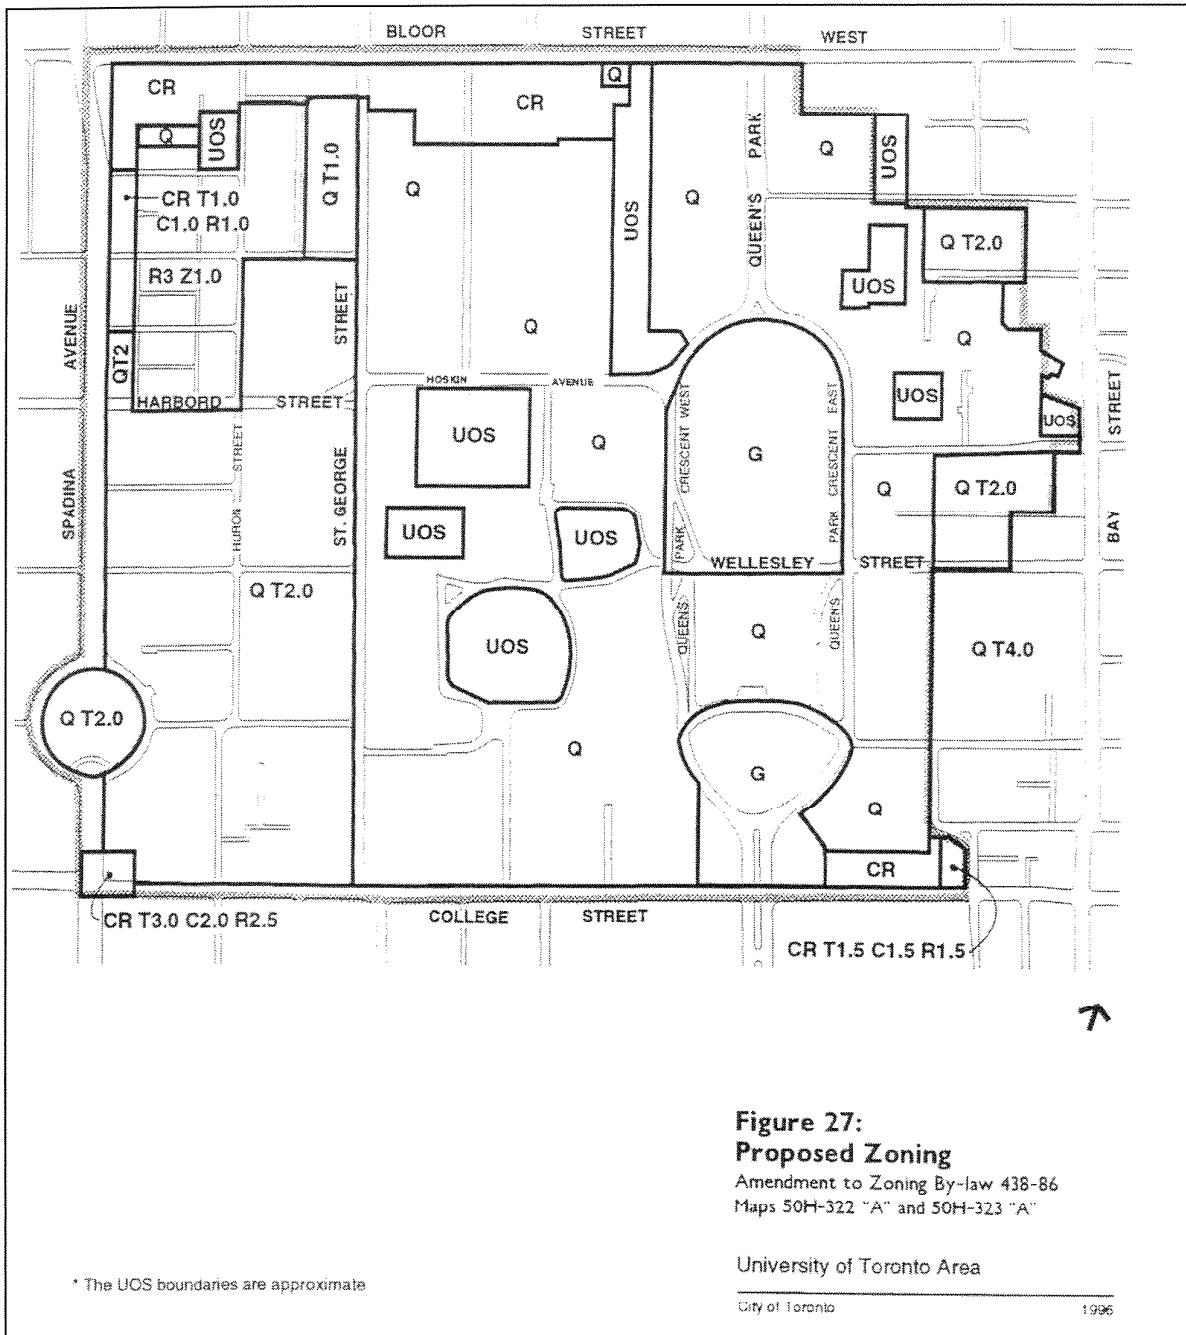 BLOOR STREET WEST
CR
Q
CR
Q
UOS
Q T1.0
Q
UOS
Q
QUEEN'S PARK
Q
UOS
CR T1.0
C1.0 R1.0
Q T2.0
R3 Z1.0
UOS
SPADINA AVENUE
ST. GEORGE STREET
Q
Q
QT2
HOSKIN AVENUE
HARBORD STREET
HURON STREET
UOS
Q
G
QUEENS PARK CRESCENT WEST
QUEEN'S PARK CRESCENT EAST
UOS
UOS
BAY STREET
Q
Q T2.0
UOS
UOS
WELLESLEY STREET
Q T2.0
UOS
Q
Q T4.0
Q T2.0
Q
G
Q
CR
CR T3.0 C2.0 R2.5
COLLEGE STREET
CR T1.5 C1.5 R1.5
Figure 27:
Proposed Zoning
Amendment to Zoning By-law 438-86
Maps 50H-322 "A" and 50H-323 "A"
University of Toronto Area
* The UOS boundaries are approximate
City of Toronto 1996